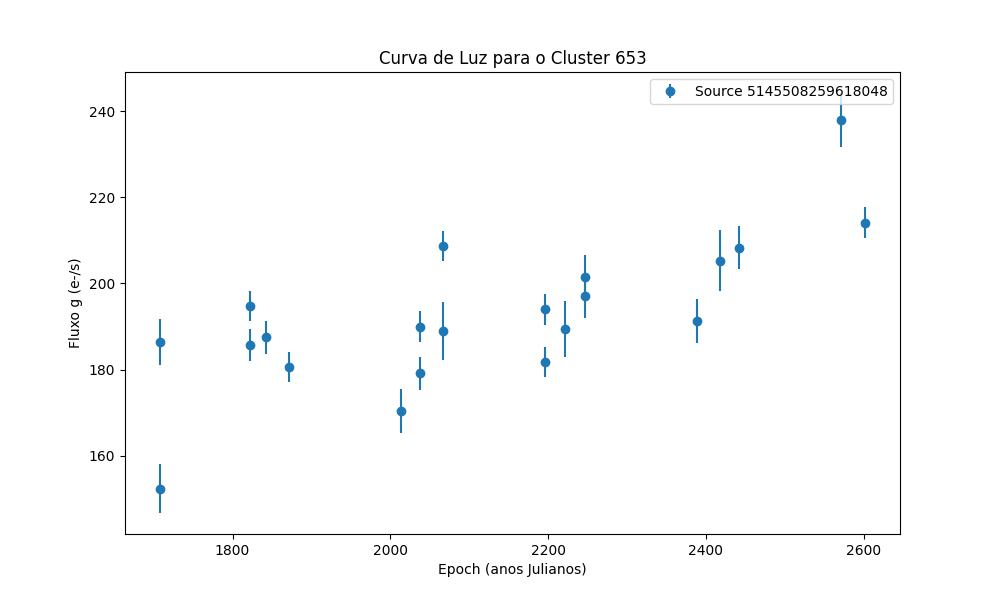 Curva de Luz para o Cluster 653
Source 5145508259618048
Fluxo g (e-/s)
240
220
200
180
160
1800
2000
2200
2400
2600
Epoch (anos Julianos)